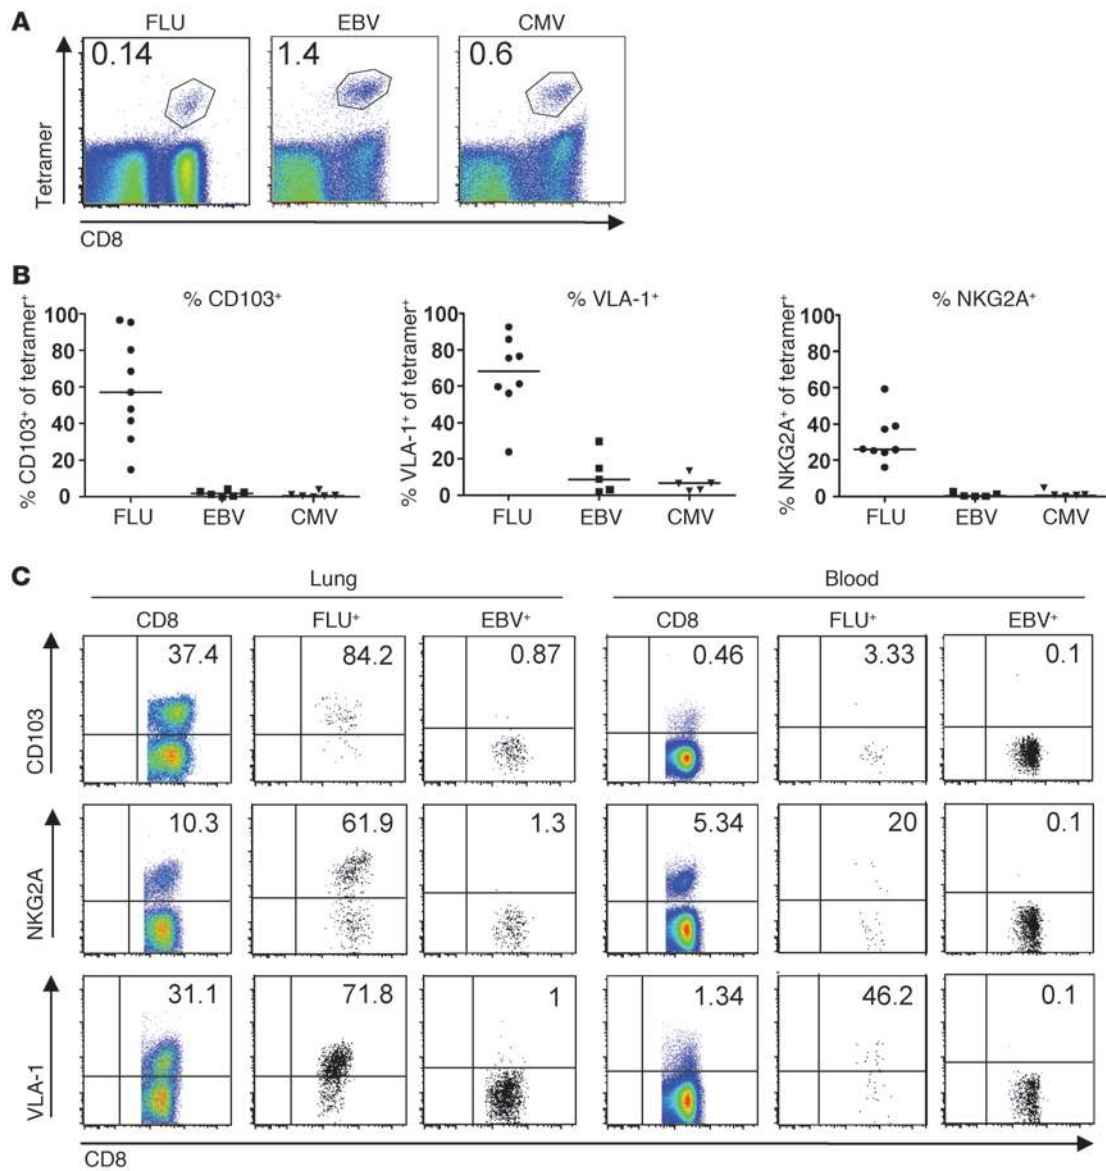 A
FLU EBV CMV
0.14 1.4 0.6
Tetramer
CD8
B
% CD103⁺ % VLA-1⁺ % NKG2A⁺
% CD103⁺ of tetramer⁺
100
80
60
40
20
0
FLU EBV CMV
% VLA-1⁺ of tetramer⁺
100
80
60
40
20
0
FLU EBV CMV
% NKG2A⁺ of tetramer⁺
100
80
60
40
20
0
FLU EBV CMV
C
Lung Blood
CD8 FLU⁺ EBV⁺ CD8 FLU⁺ EBV⁺
CD103
37.4 84.2 0.87 0.46 3.33 0.1
NKG2A
10.3 61.9 1.3 5.34 20 0.1
VLA-1
31.1 71.8 1 1.34 46.2 0.1
CD8